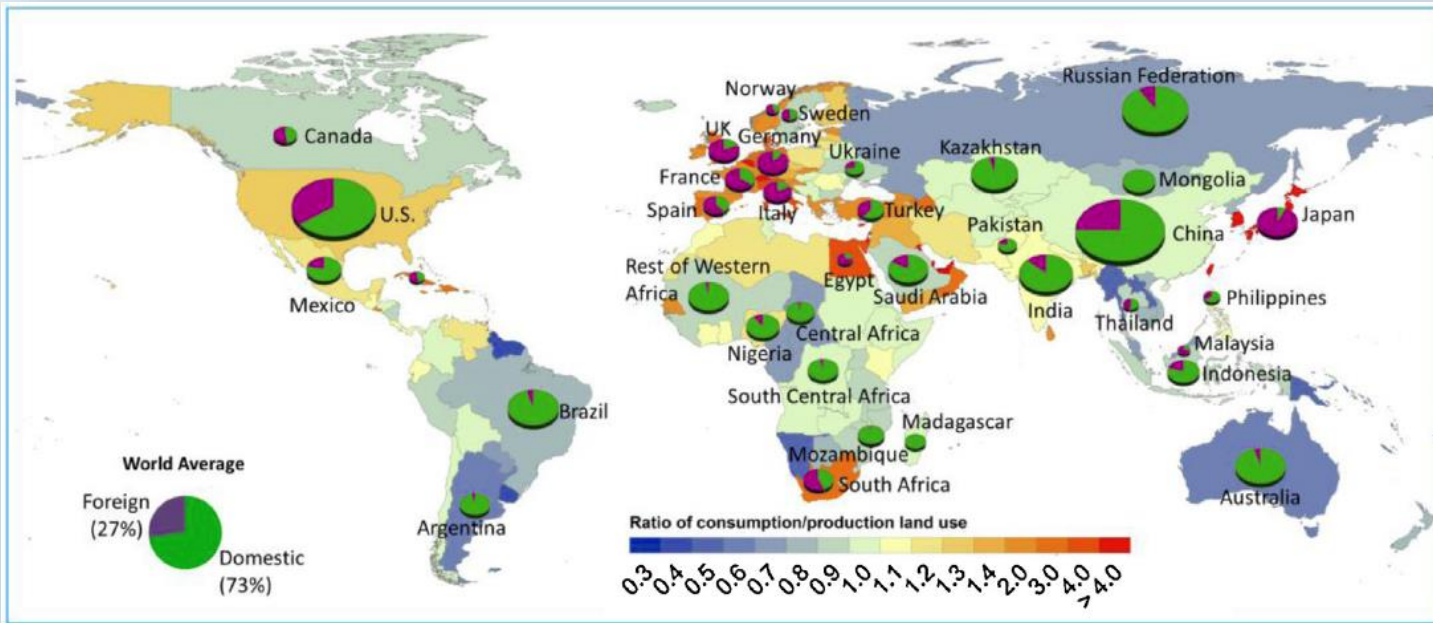 Norway
Russian Federation
Sweden
UK
Germany
Canada
Ukraine
Kazakhstan
France
Mongolia
U.S.
Spain
Italy
Turkey
Pakistan
China
Japan
Rest of Western
Africa
Egypt
Saudi Arabia
Mexico
India
Philippines
Thailand
Central Africa
Nigeria
Malaysia
Indonesia
South Central Africa
Brazil
Madagascar
Mozambique
World Average
South Africa
Australia
Foreign
(27%)
Argentina
Ratio of consumption/production land use
Domestic
(73%)
0.3 0.4 0.5 0.6 0.7 0.8 0.9 1.0 1.1 1.2 1.3 1.4 2.0 3.0 4.0 > 4.0